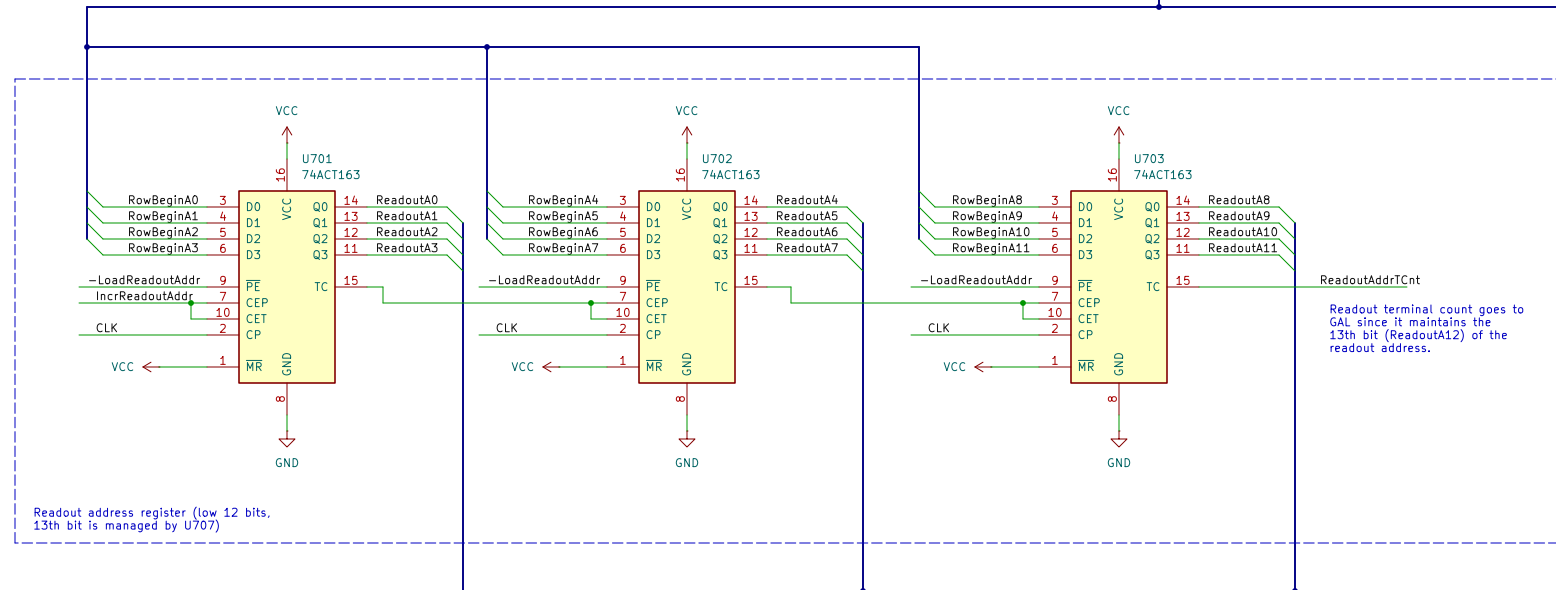 VCC
U701
74ACT163
16
VCC
RowBeginA0 3 D0 Q0 14 ReadoutA0
RowBeginA1 4 D1 Q1 13 ReadoutA1
RowBeginA2 5 D2 Q2 12 ReadoutA2
RowBeginA3 6 D3 Q3 11 ReadoutA3
-LoadReadoutAddr 9 PE TC 15
IncrReadoutAddr 7 CEP
10 CET
CLK 2 CP
VCC 1 MR
GND
8
GND
VCC
U702
74ACT163
16
VCC
RowBeginA4 3 D0 Q0 14 ReadoutA4
RowBeginA5 4 D1 Q1 13 ReadoutA5
RowBeginA6 5 D2 Q2 12 ReadoutA6
RowBeginA7 6 D3 Q3 11 ReadoutA7
-LoadReadoutAddr 9 PE TC 15
7 CEP
10 CET
CLK 2 CP
VCC 1 MR
GND
8
GND
VCC
U703
74ACT163
16
VCC
RowBeginA8 3 D0 Q0 14 ReadoutA8
RowBeginA9 4 D1 Q1 13 ReadoutA9
RowBeginA10 5 D2 Q2 12 ReadoutA10
RowBeginA11 6 D3 Q3 11 ReadoutA11
-LoadReadoutAddr 9 PE TC 15 ReadoutAddrTCnt
7 CEP
10 CET
CLK 2 CP
VCC 1 MR
GND
8
GND
Readout terminal count goes to
GAL since it maintains the
13th bit (ReadoutA12) of the
readout address.
Readout address register (low 12 bits,
13th bit is managed by U707)